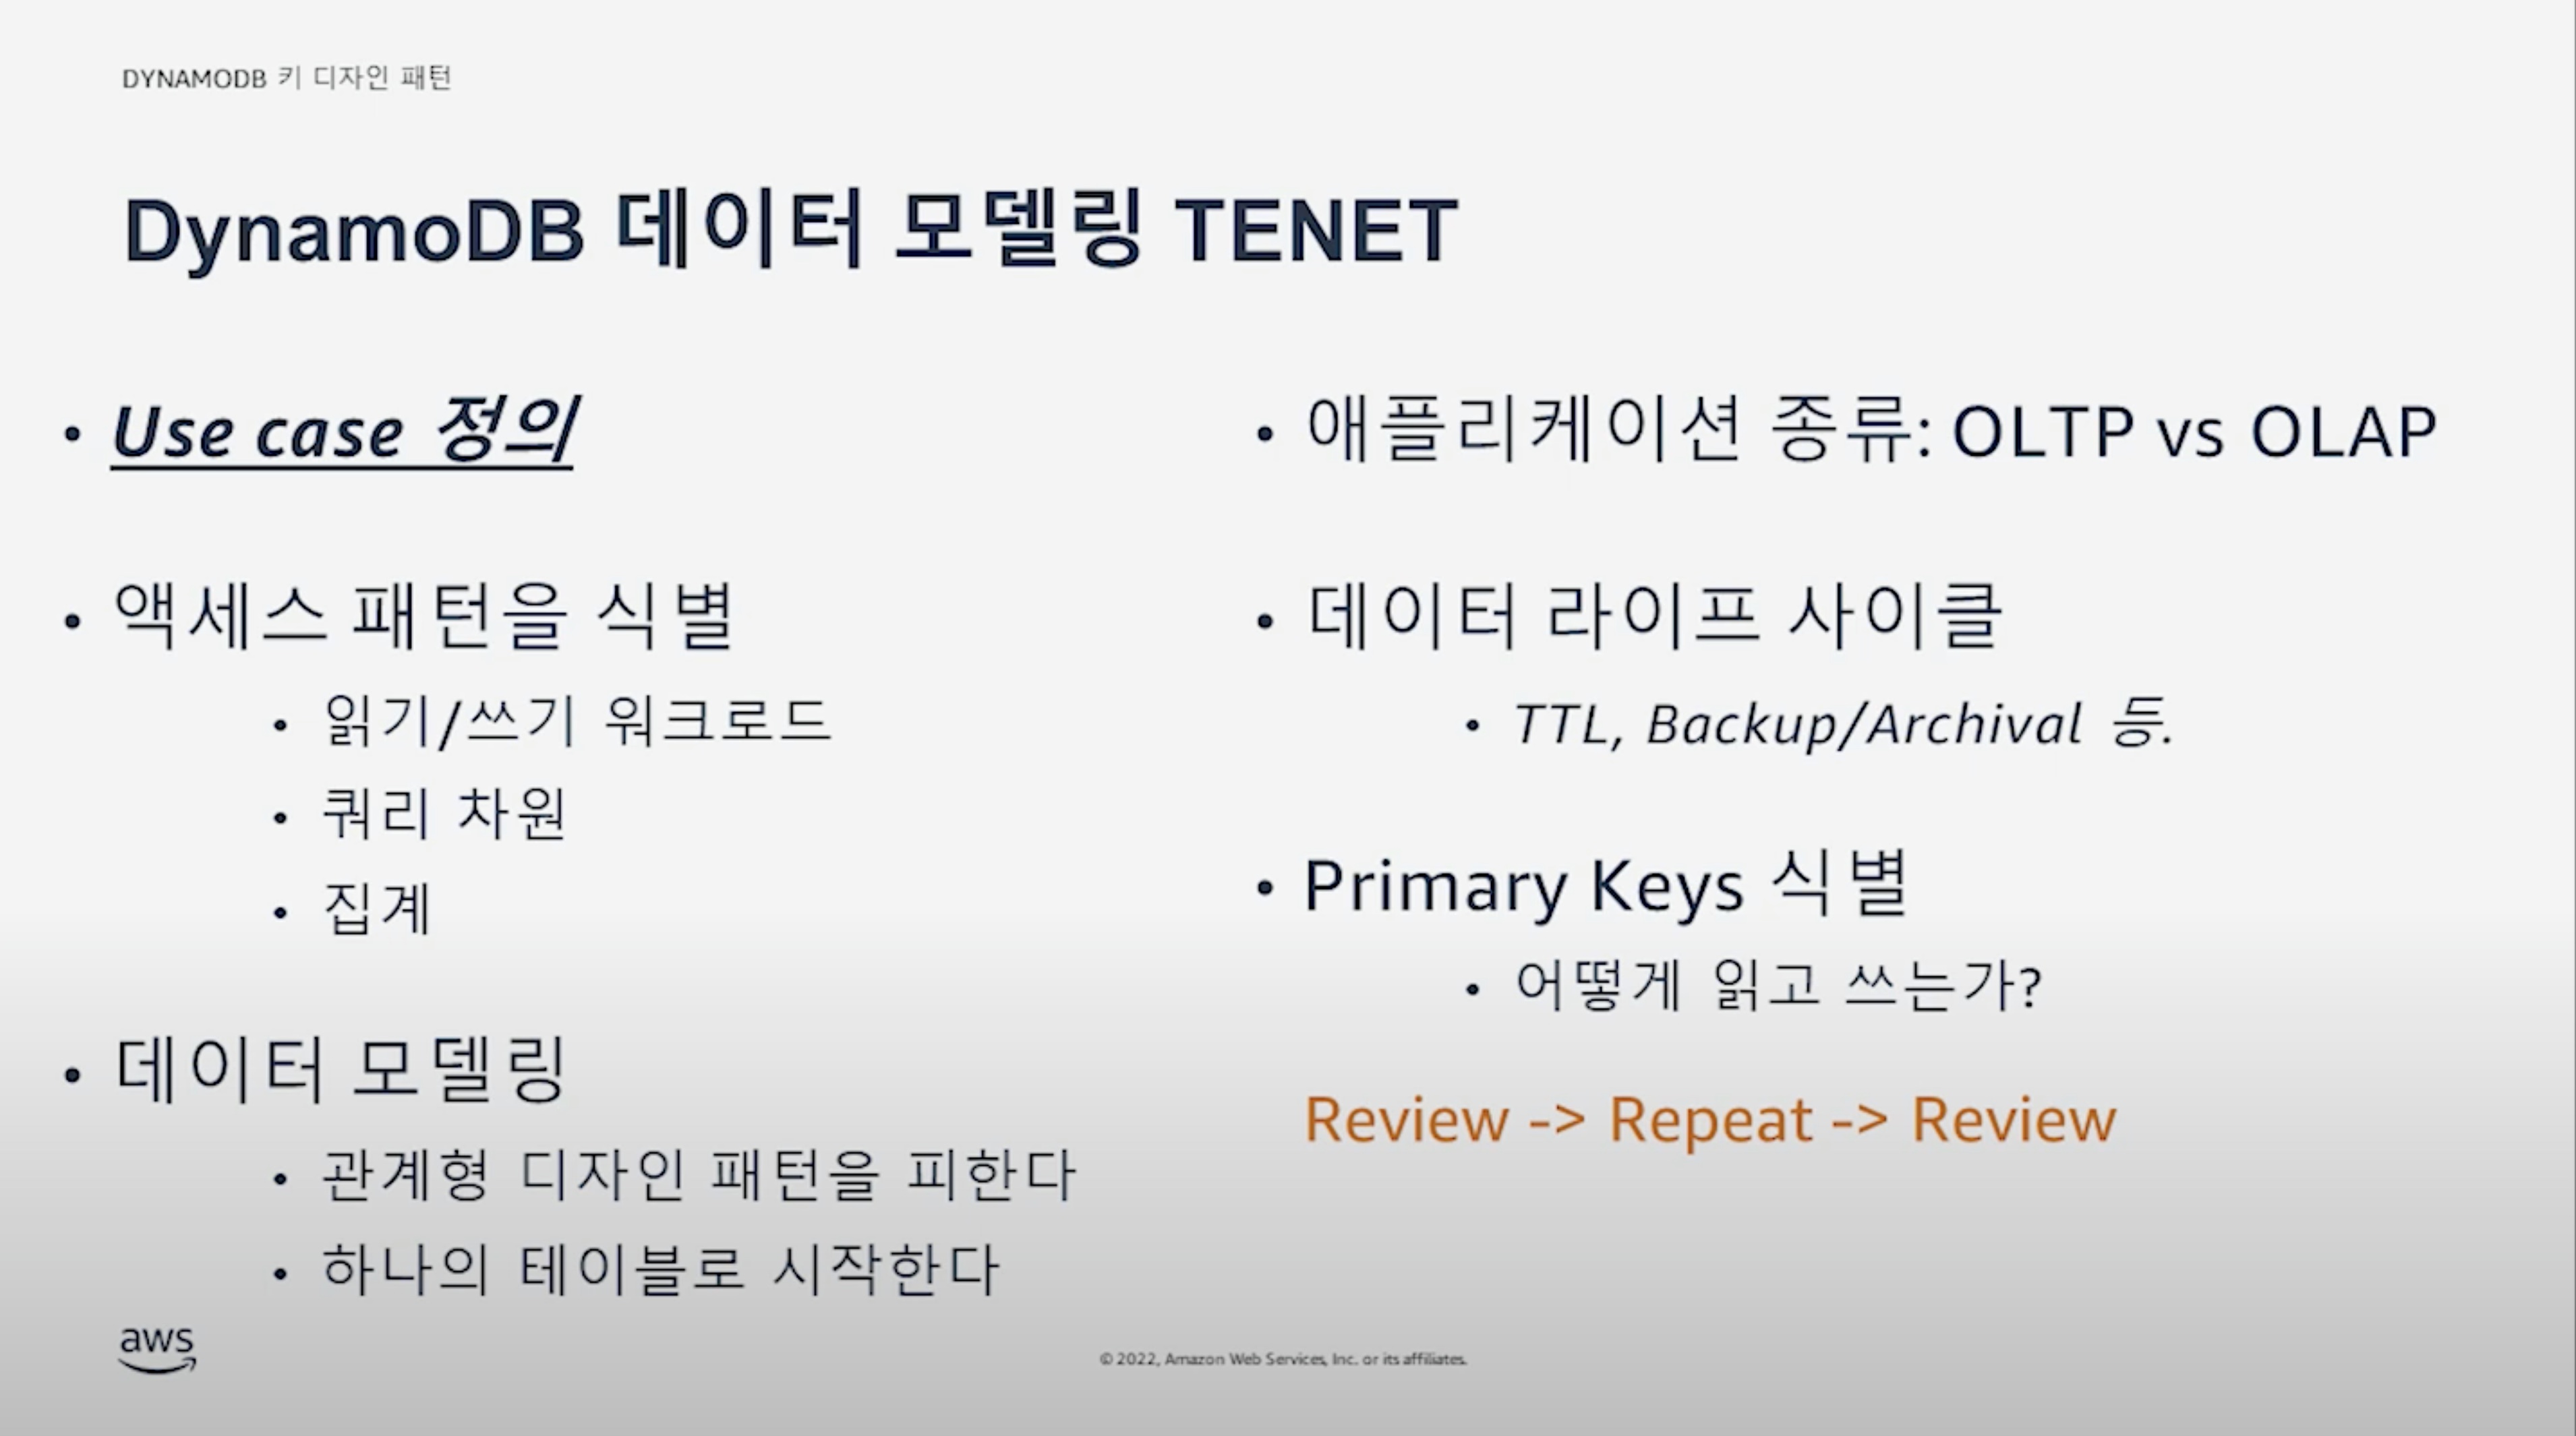 DYNAMODB 키 디자인 패턴
DynamoDB 데이터 모델링 TENET
• Use case 정의
• 액세스 패턴을 식별
• 읽기/쓰기 워크로드
• 쿼리 차원
• 집계
• 데이터 모델링
• 관계형 디자인 패턴을 피한다
• 하나의 테이블로 시작한다
• 애플리케이션 종류: OLTP vs OLAP
• 데이터 라이프 사이클
• TTL, Backup/Archival 등.
• Primary Keys 식별
• 어떻게 읽고 쓰는가?
Review -> Repeat -> Review
aws
© 2022, Amazon Web Services, Inc. or its affiliates.